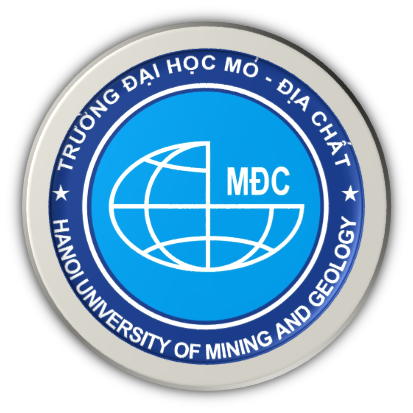 TRƯỜNG ĐẠI HỌC MỎ - ĐỊA CHẤT
MĐC
HANOI UNIVERSITY OF MINING AND GEOLOGY